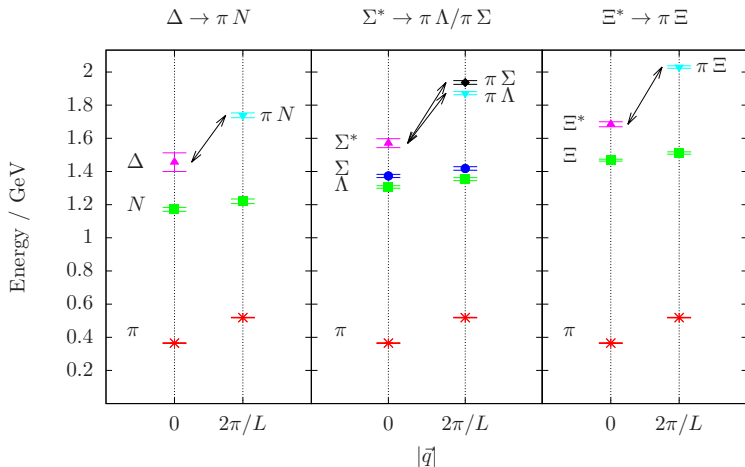 Δ → π N
Σ* → π Λ/π Σ
Ξ* → π Ξ
Energy / GeV
2
1.8
1.6
1.4
1.2
1
0.8
0.6
0.4
0.2
Δ
N
π
π N
Σ*
Σ
Λ
π
π Σ
π Λ
Ξ*
Ξ
π
π Ξ
0
2π/L
0
2π/L
0
2π/L
|q⃗|